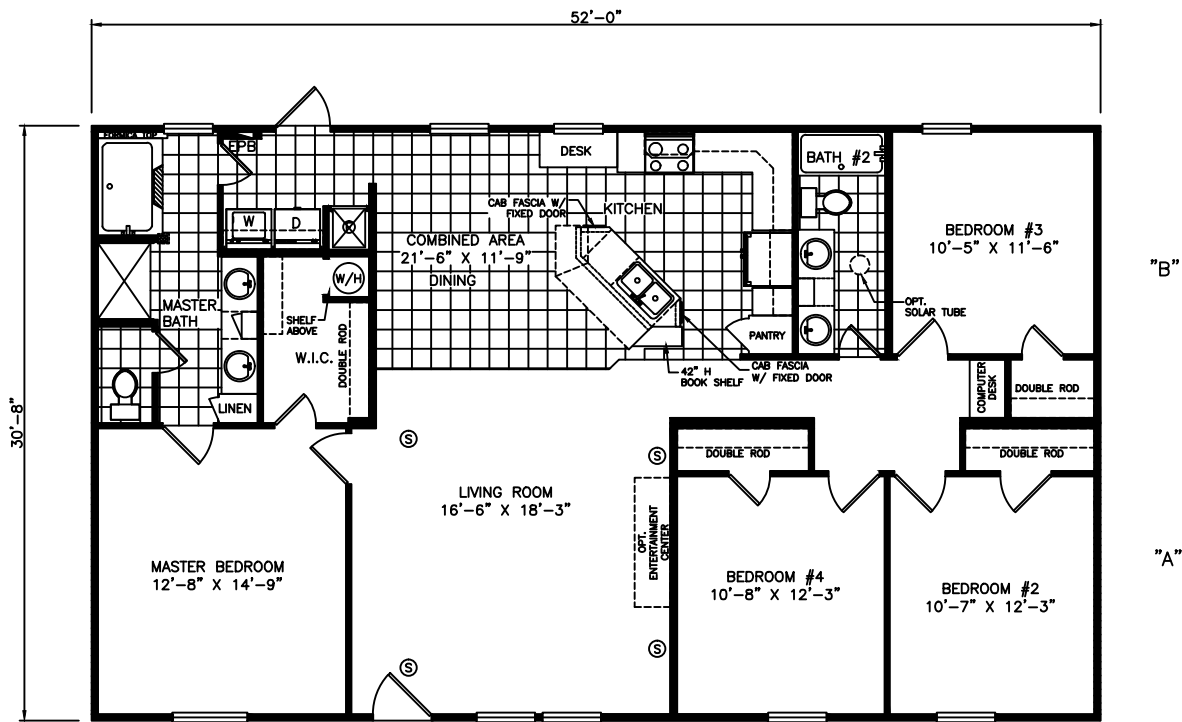 52'-0"
30'-8"
FORMICA TOP
EPB
W
D
R
W/H
MASTER
BATH
SHELF
ABOVE
W.I.C.
DOUBLE ROD
LINEN
DESK
CAB FASCIA W/
FIXED DOOR
KITCHEN
COMBINED AREA
21'-6" X 11'-9"
DINING
PANTRY
42" H
BOOK SHELF
CAB FASCIA
W/ FIXED DOOR
BATH #2
OPT.
SOLAR TUBE
BEDROOM #3
10'-5" X 11'-6"
COMPUTER
DESK
DOUBLE ROD
"B"
S
S
DOUBLE ROD
DOUBLE ROD
LIVING ROOM
16'-6" X 18'-3"
OPT.
ENTERTAINMENT
CENTER
MASTER BEDROOM
12'-8" X 14'-9"
BEDROOM #4
10'-8" X 12'-3"
BEDROOM #2
10'-7" X 12'-3"
"A"
S
S